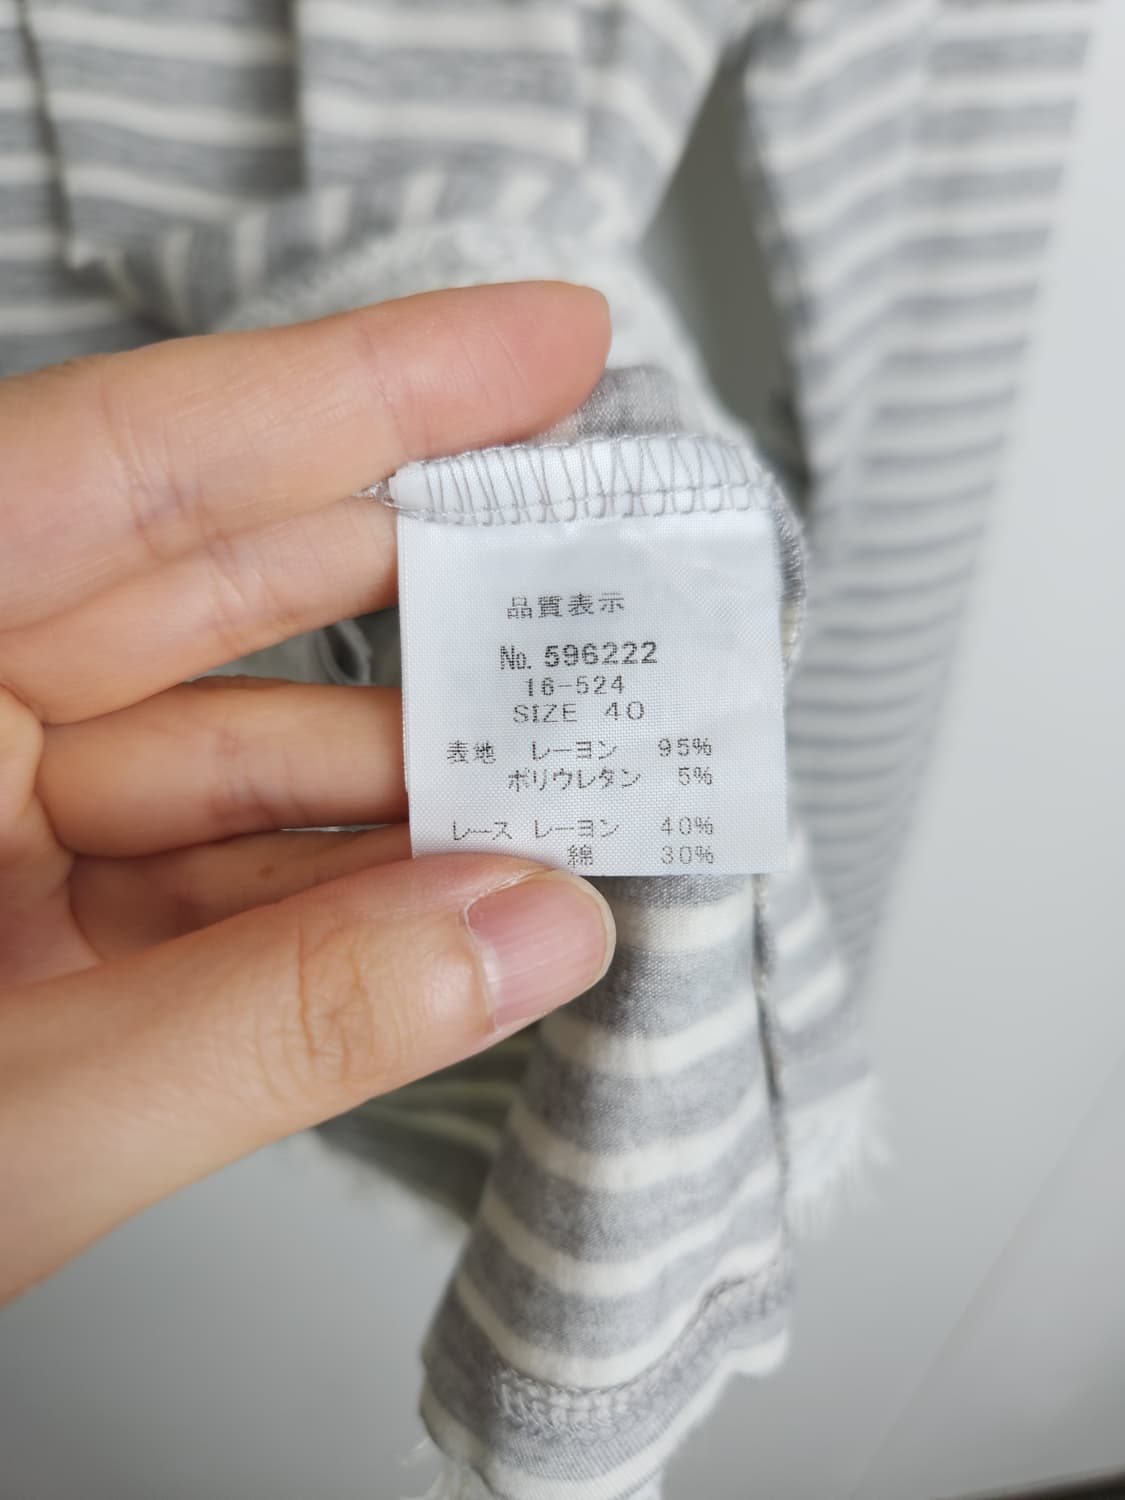 品質表示
No. 596222
16-524
SIZE 40
表地 レーヨン 95%
ポリウレタン 5%
レース レーヨン 40%
綿 30%